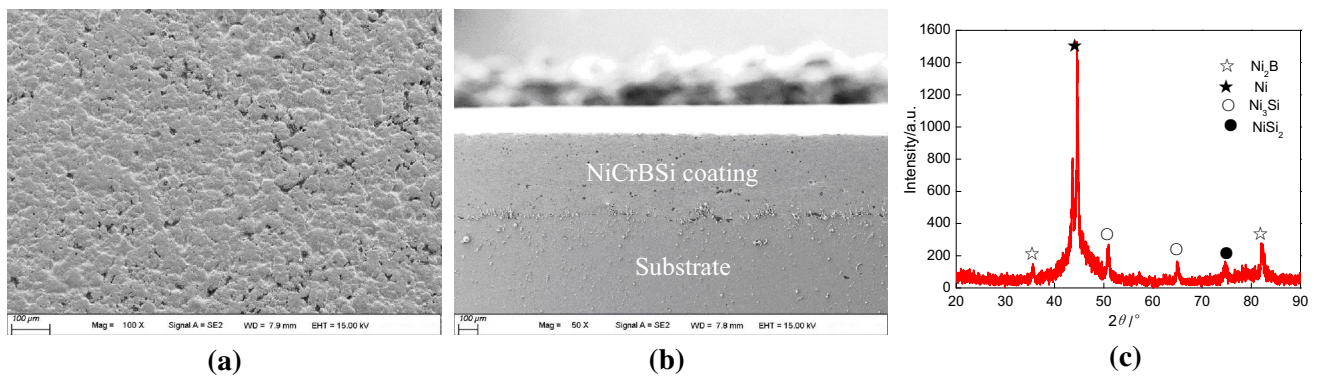 100 μm
Mag = 100 X Signal A = SE2 WD = 7.9 mm EHT = 15.00 kV
(a)
NiCrBSi coating
Substrate
100 μm
Mag = 50 X Signal A = SE2 WD = 7.8 mm EHT = 15.00 kV
(b)
Intensity/a.u.
1600
1400
1200
1000
800
600
400
200
0
20 30 40 50 60 70 80 90
2θ/°
☆ Ni₂B
★ Ni
○ Ni₃Si
● NiSi₂
(c)